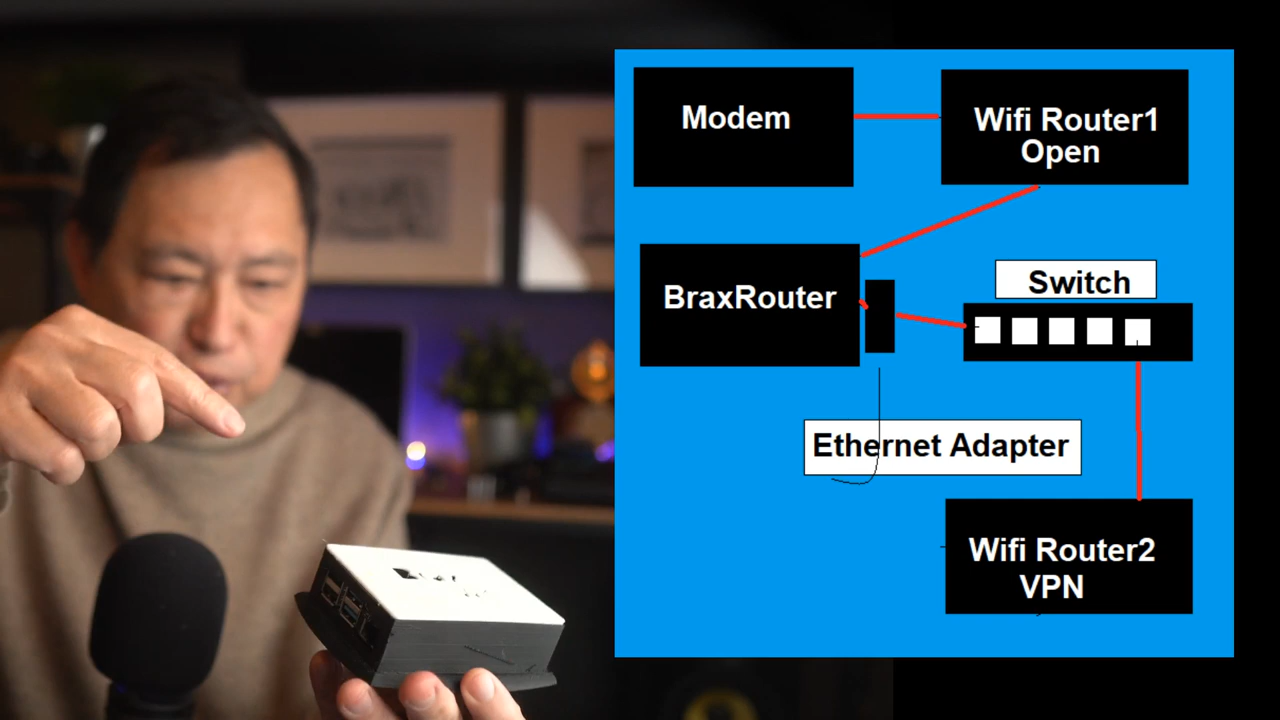 Modem
Wifi Router1
Open
BraxRouter
Switch
Ethernet Adapter
Wifi Router2
VPN